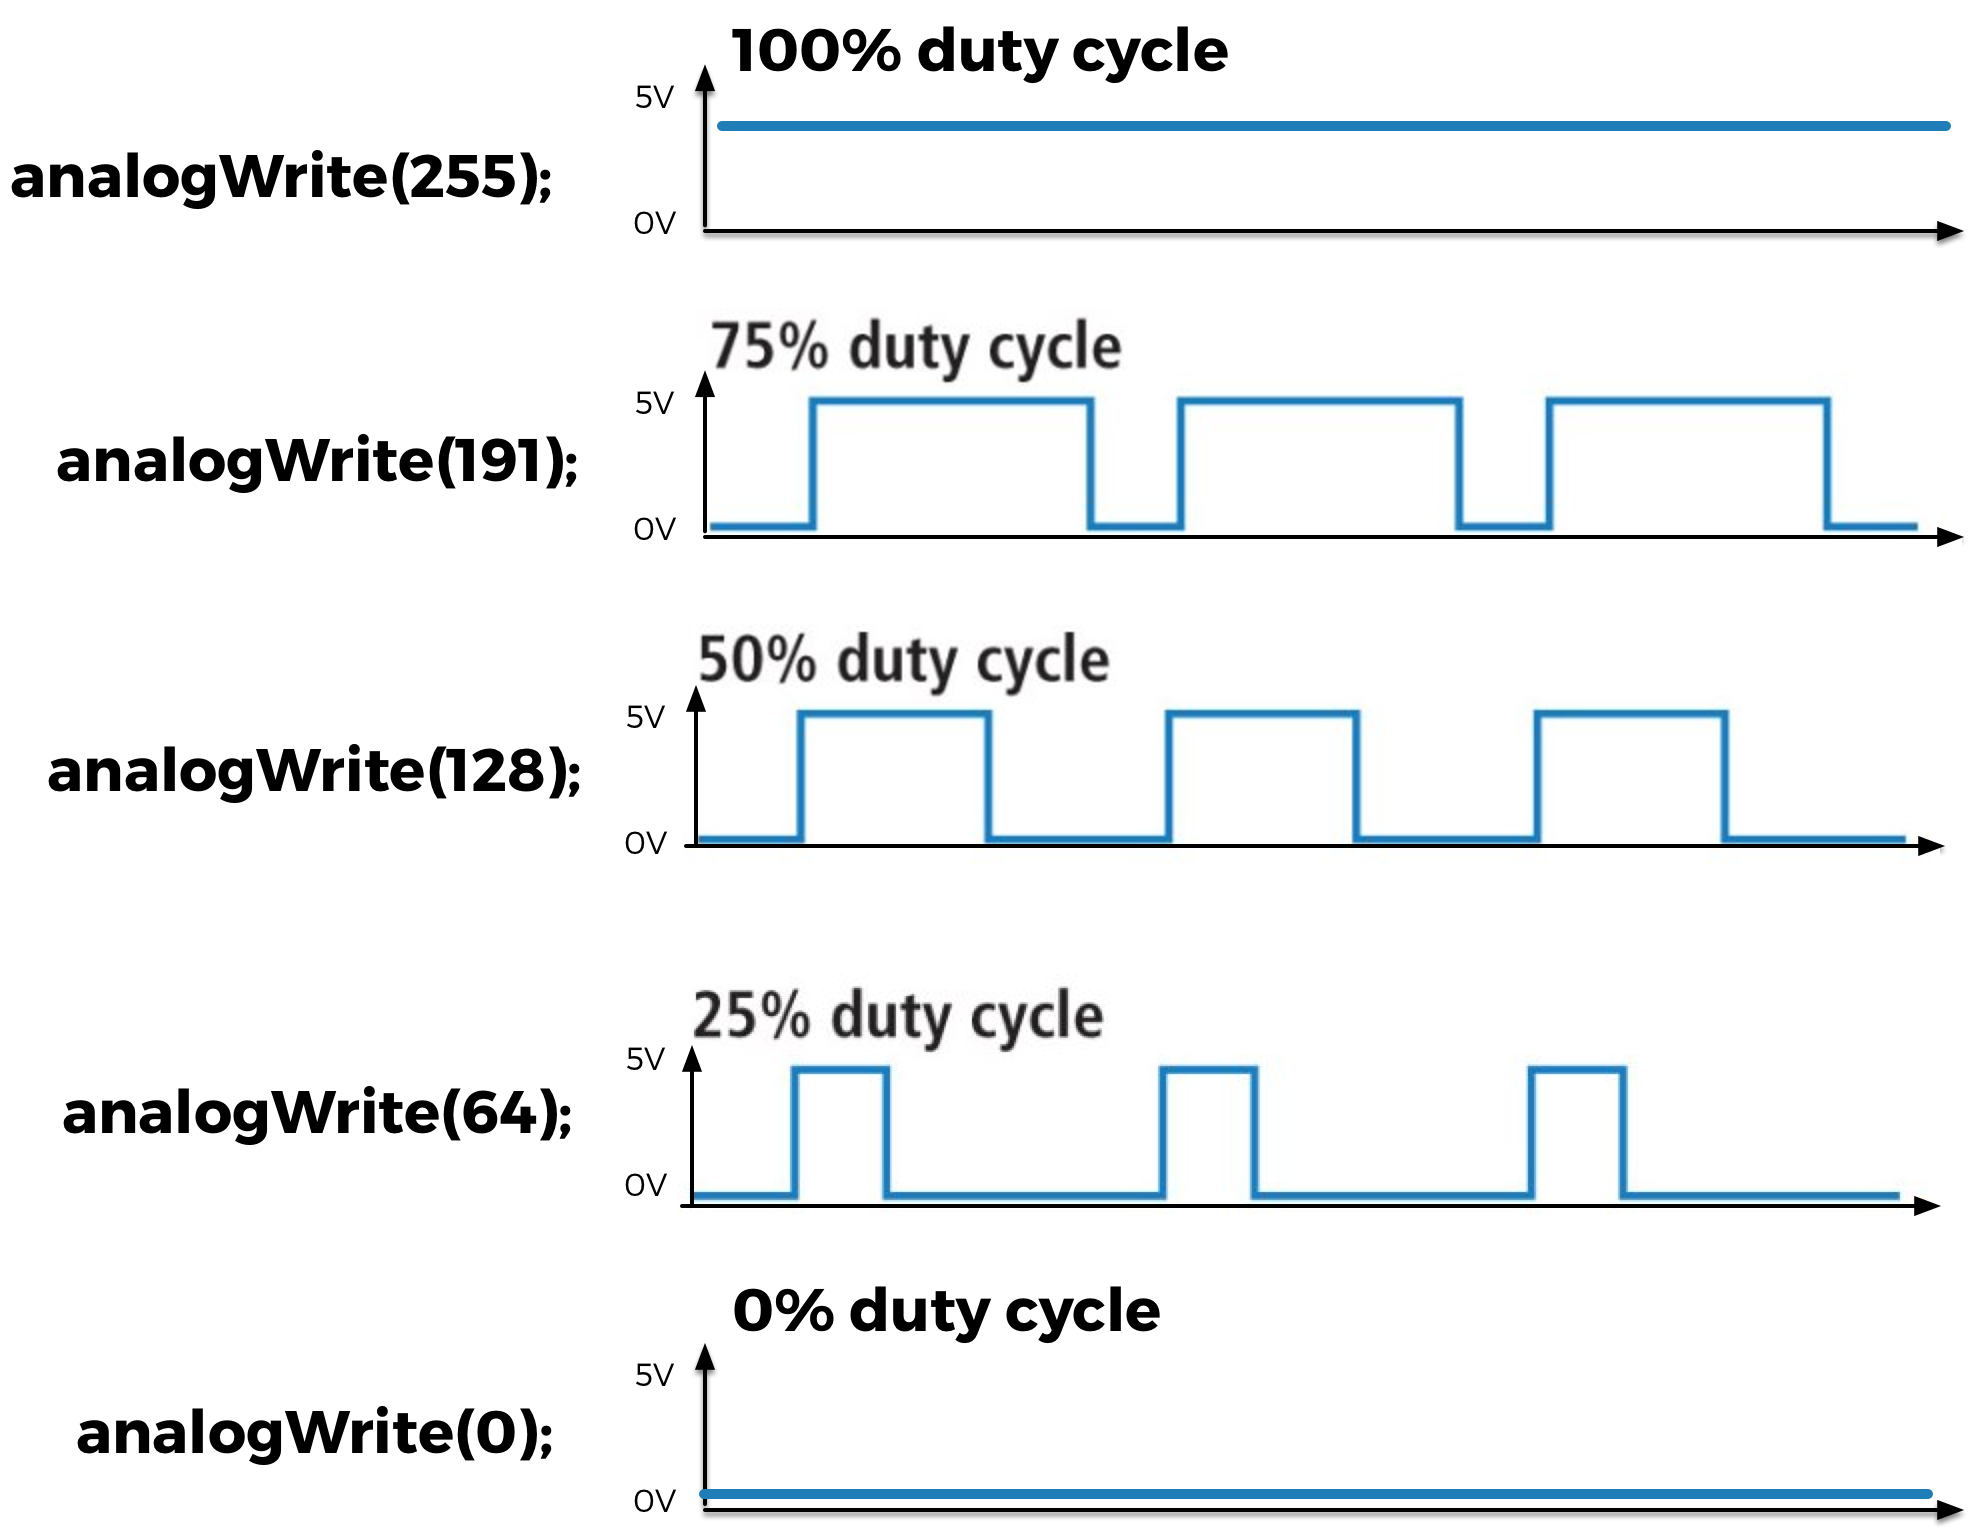 100% duty cycle
5V
analogWrite(255);
0V
75% duty cycle
5V
analogWrite(191);
0V
50% duty cycle
5V
analogWrite(128);
0V
25% duty cycle
5V
analogWrite(64);
0V
0% duty cycle
5V
analogWrite(0);
0V